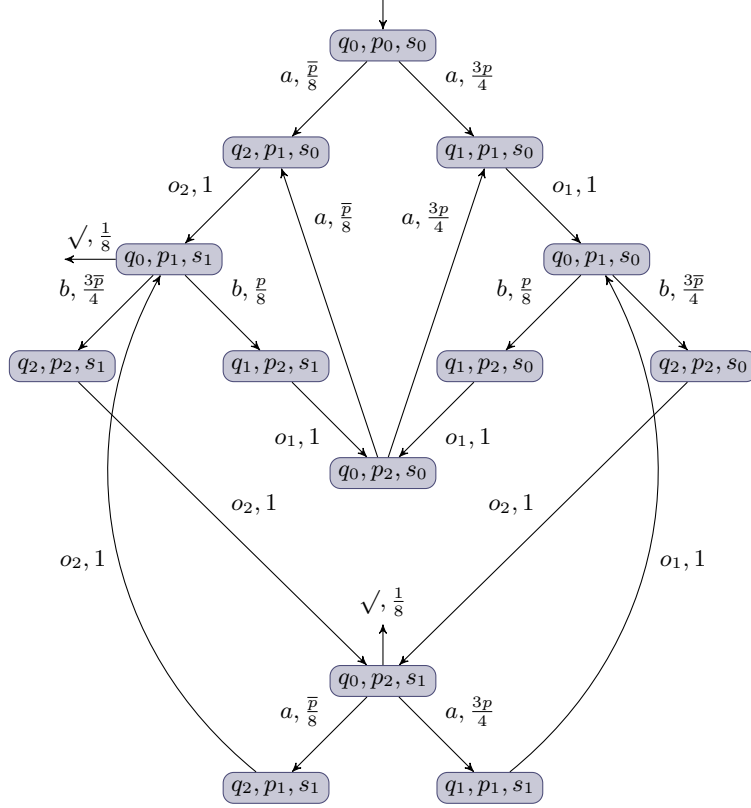 q₀, p₀, s₀
a, p̅/8
a, 3p/4
q₂, p₁, s₀
q₁, p₁, s₀
o₂, 1
o₁, 1
a, p̅/8
a, 3p/4
√, 1/8
q₀, p₁, s₁
q₀, p₁, s₀
b, 3p̅/4
b, p/8
b, p/8
b, 3p̅/4
q₂, p₂, s₁
q₁, p₂, s₁
q₁, p₂, s₀
q₂, p₂, s₀
o₁, 1
o₁, 1
q₀, p₂, s₀
o₂, 1
o₂, 1
o₂, 1
o₁, 1
√, 1/8
q₀, p₂, s₁
a, p̅/8
a, 3p/4
q₂, p₁, s₁
q₁, p₁, s₁